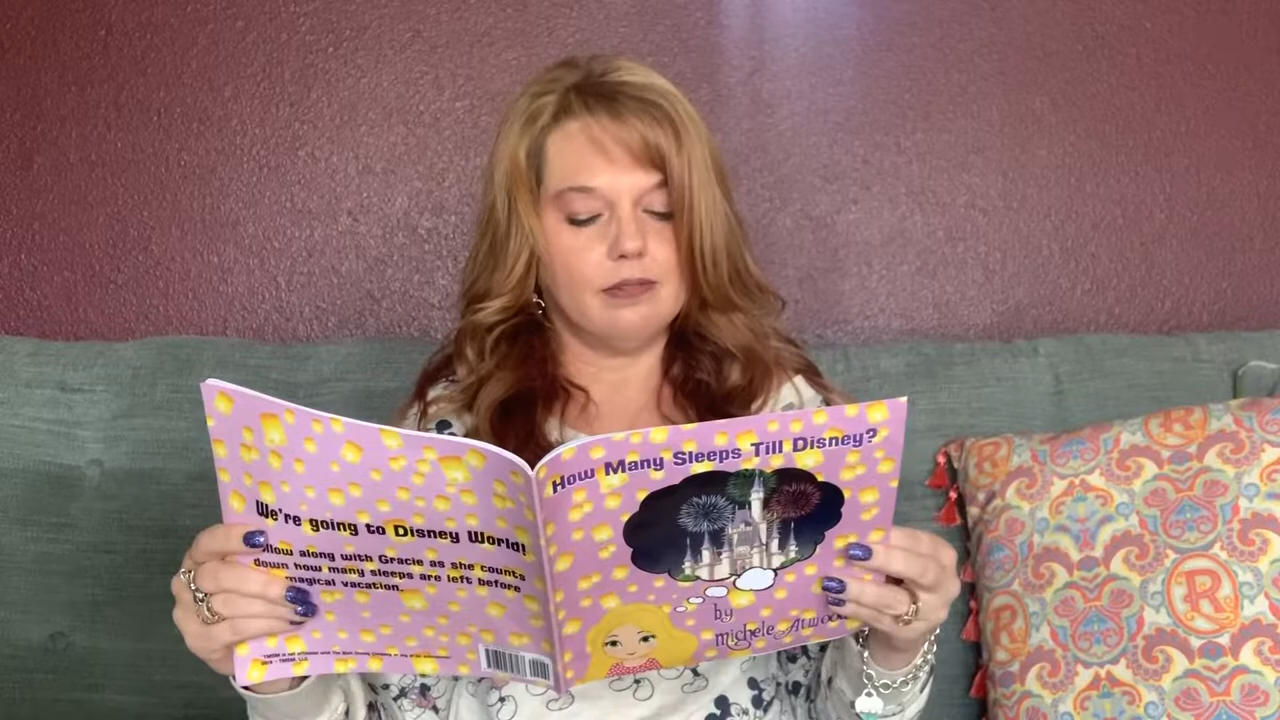 We're going to Disney World!
llow along with Gracie as she counts
down how many sleeps are left before
magical vacation.
How Many Sleeps Till Disney?
by
michele Atwood
R
R
R
R